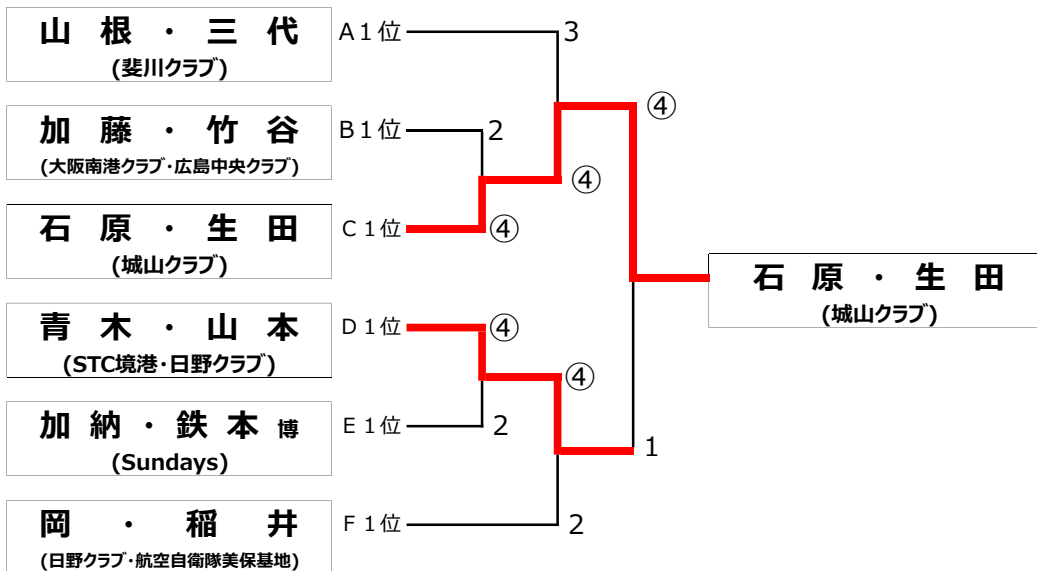 山 根 ・ 三 代
(斐川クラブ)
A１位
3
④
加 藤 ・ 竹 谷
(大阪南港クラブ・広島中央クラブ)
B１位
2
④
石 原 ・ 生 田
(城山クラブ)
C１位
④
石 原 ・ 生 田
(城山クラブ)
青 木 ・ 山 本
(STC境港・日野クラブ)
D１位
④
④
加 納 ・ 鉄 本 博
(Sundays)
E１位
2
1
岡 ・ 稲 井
(日野クラブ・航空自衛隊美保基地)
F１位
2